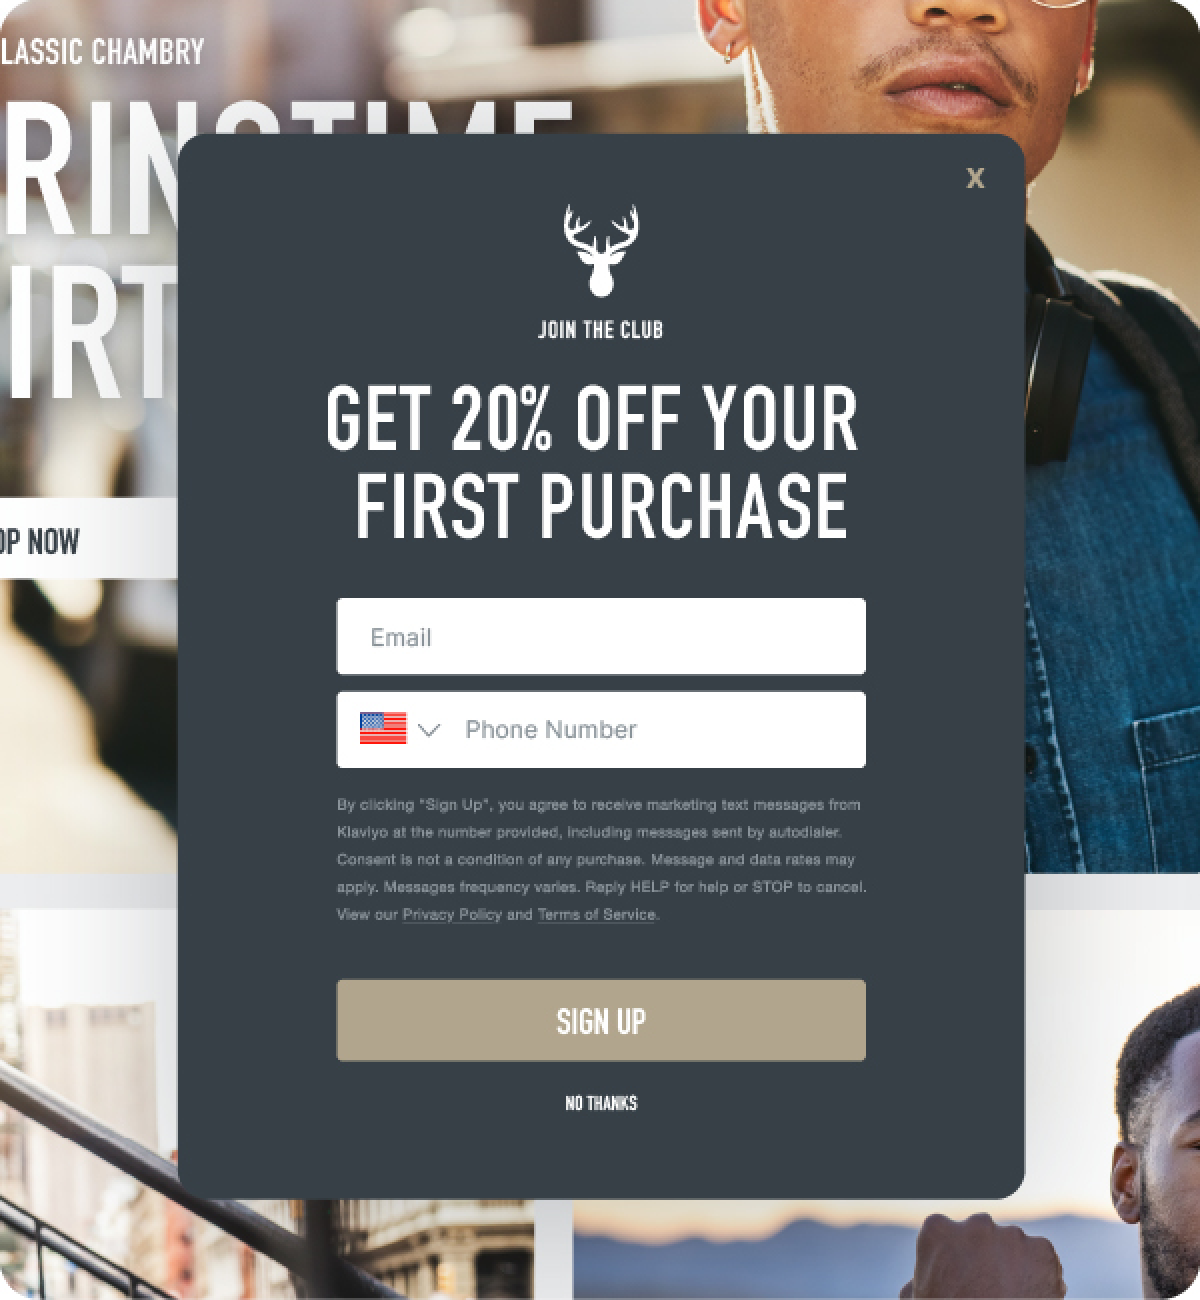 LASSIC CHAMBRY
IRT
OP NOW
X
JOIN THE CLUB
GET 20% OFF YOUR
FIRST PURCHASE
Email
Phone Number
By clicking "Sign Up", you agree to receive marketing text messages from
Klaviyo at the number provided, including messages sent by autodialer.
Consent is not a condition of any purchase. Message and data rates may
apply. Messages frequency varies. Reply HELP for help or STOP to cancel.
View our Privacy Policy and Terms of Service.
SIGN UP
NO THANKS